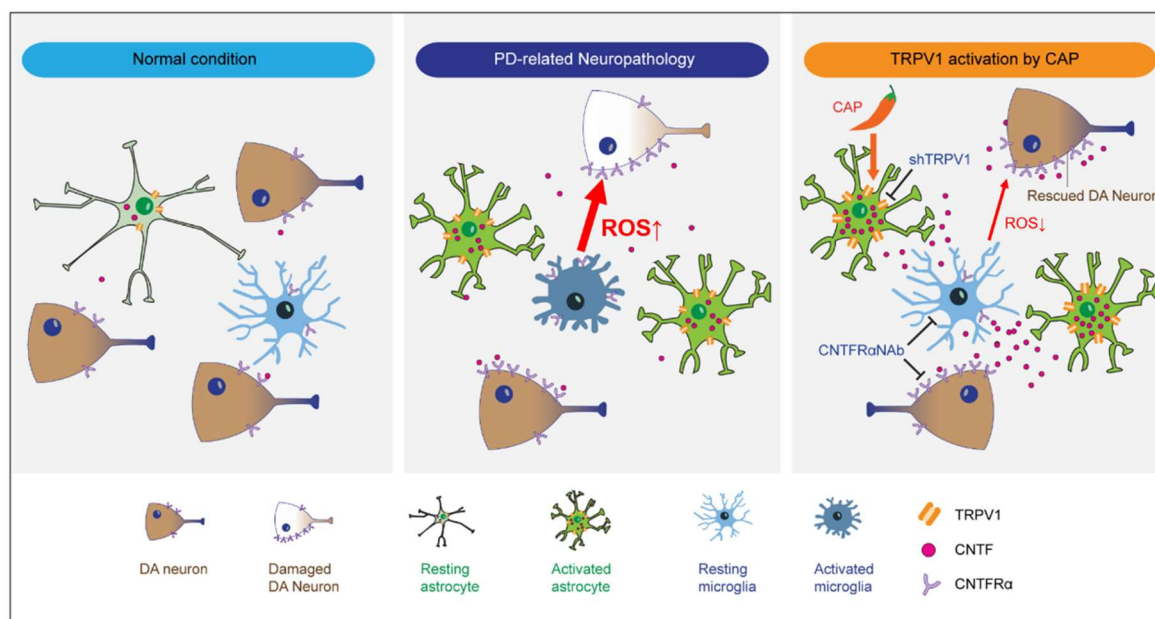 Normal condition
PD-related Neuropathology
TRPV1 activation by CAP
CAP
shTRPV1
Rescued DA Neuron
ROS↑
ROS↓
CNTFRαNAb
DA neuron
Damaged
DA Neuron
Resting
astrocyte
Activated
astrocyte
Resting
microglia
Activated
microglia
TRPV1
CNTF
CNTFRα